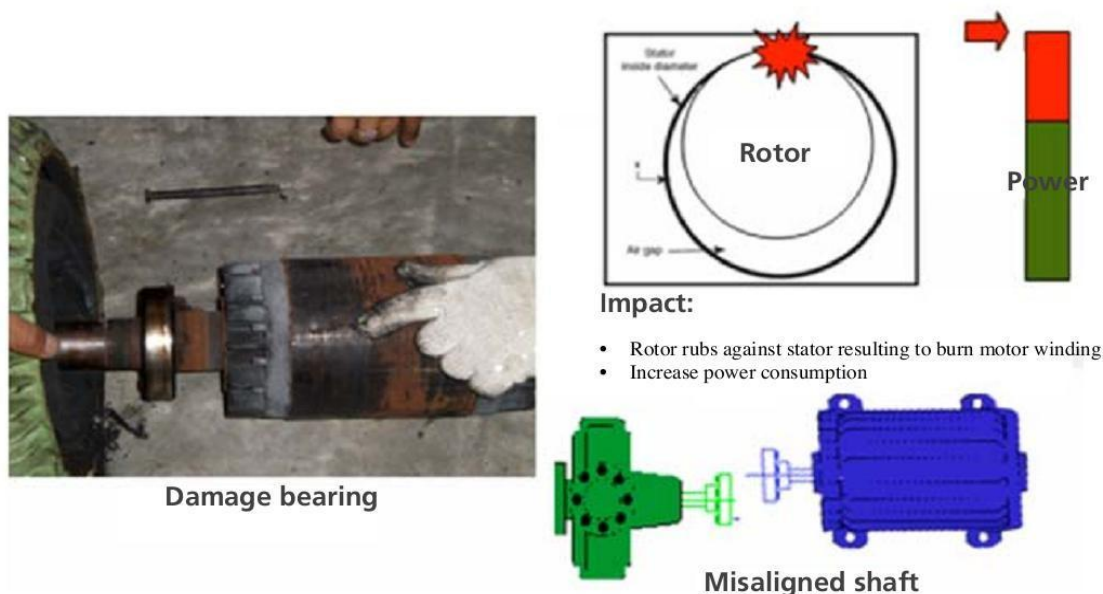 Stator
inside diameter
Rotor
x
Air gap
Power
Impact:
• Rotor rubs against stator resulting to burn motor winding
• Increase power consumption
Damage bearing
Misaligned shaft